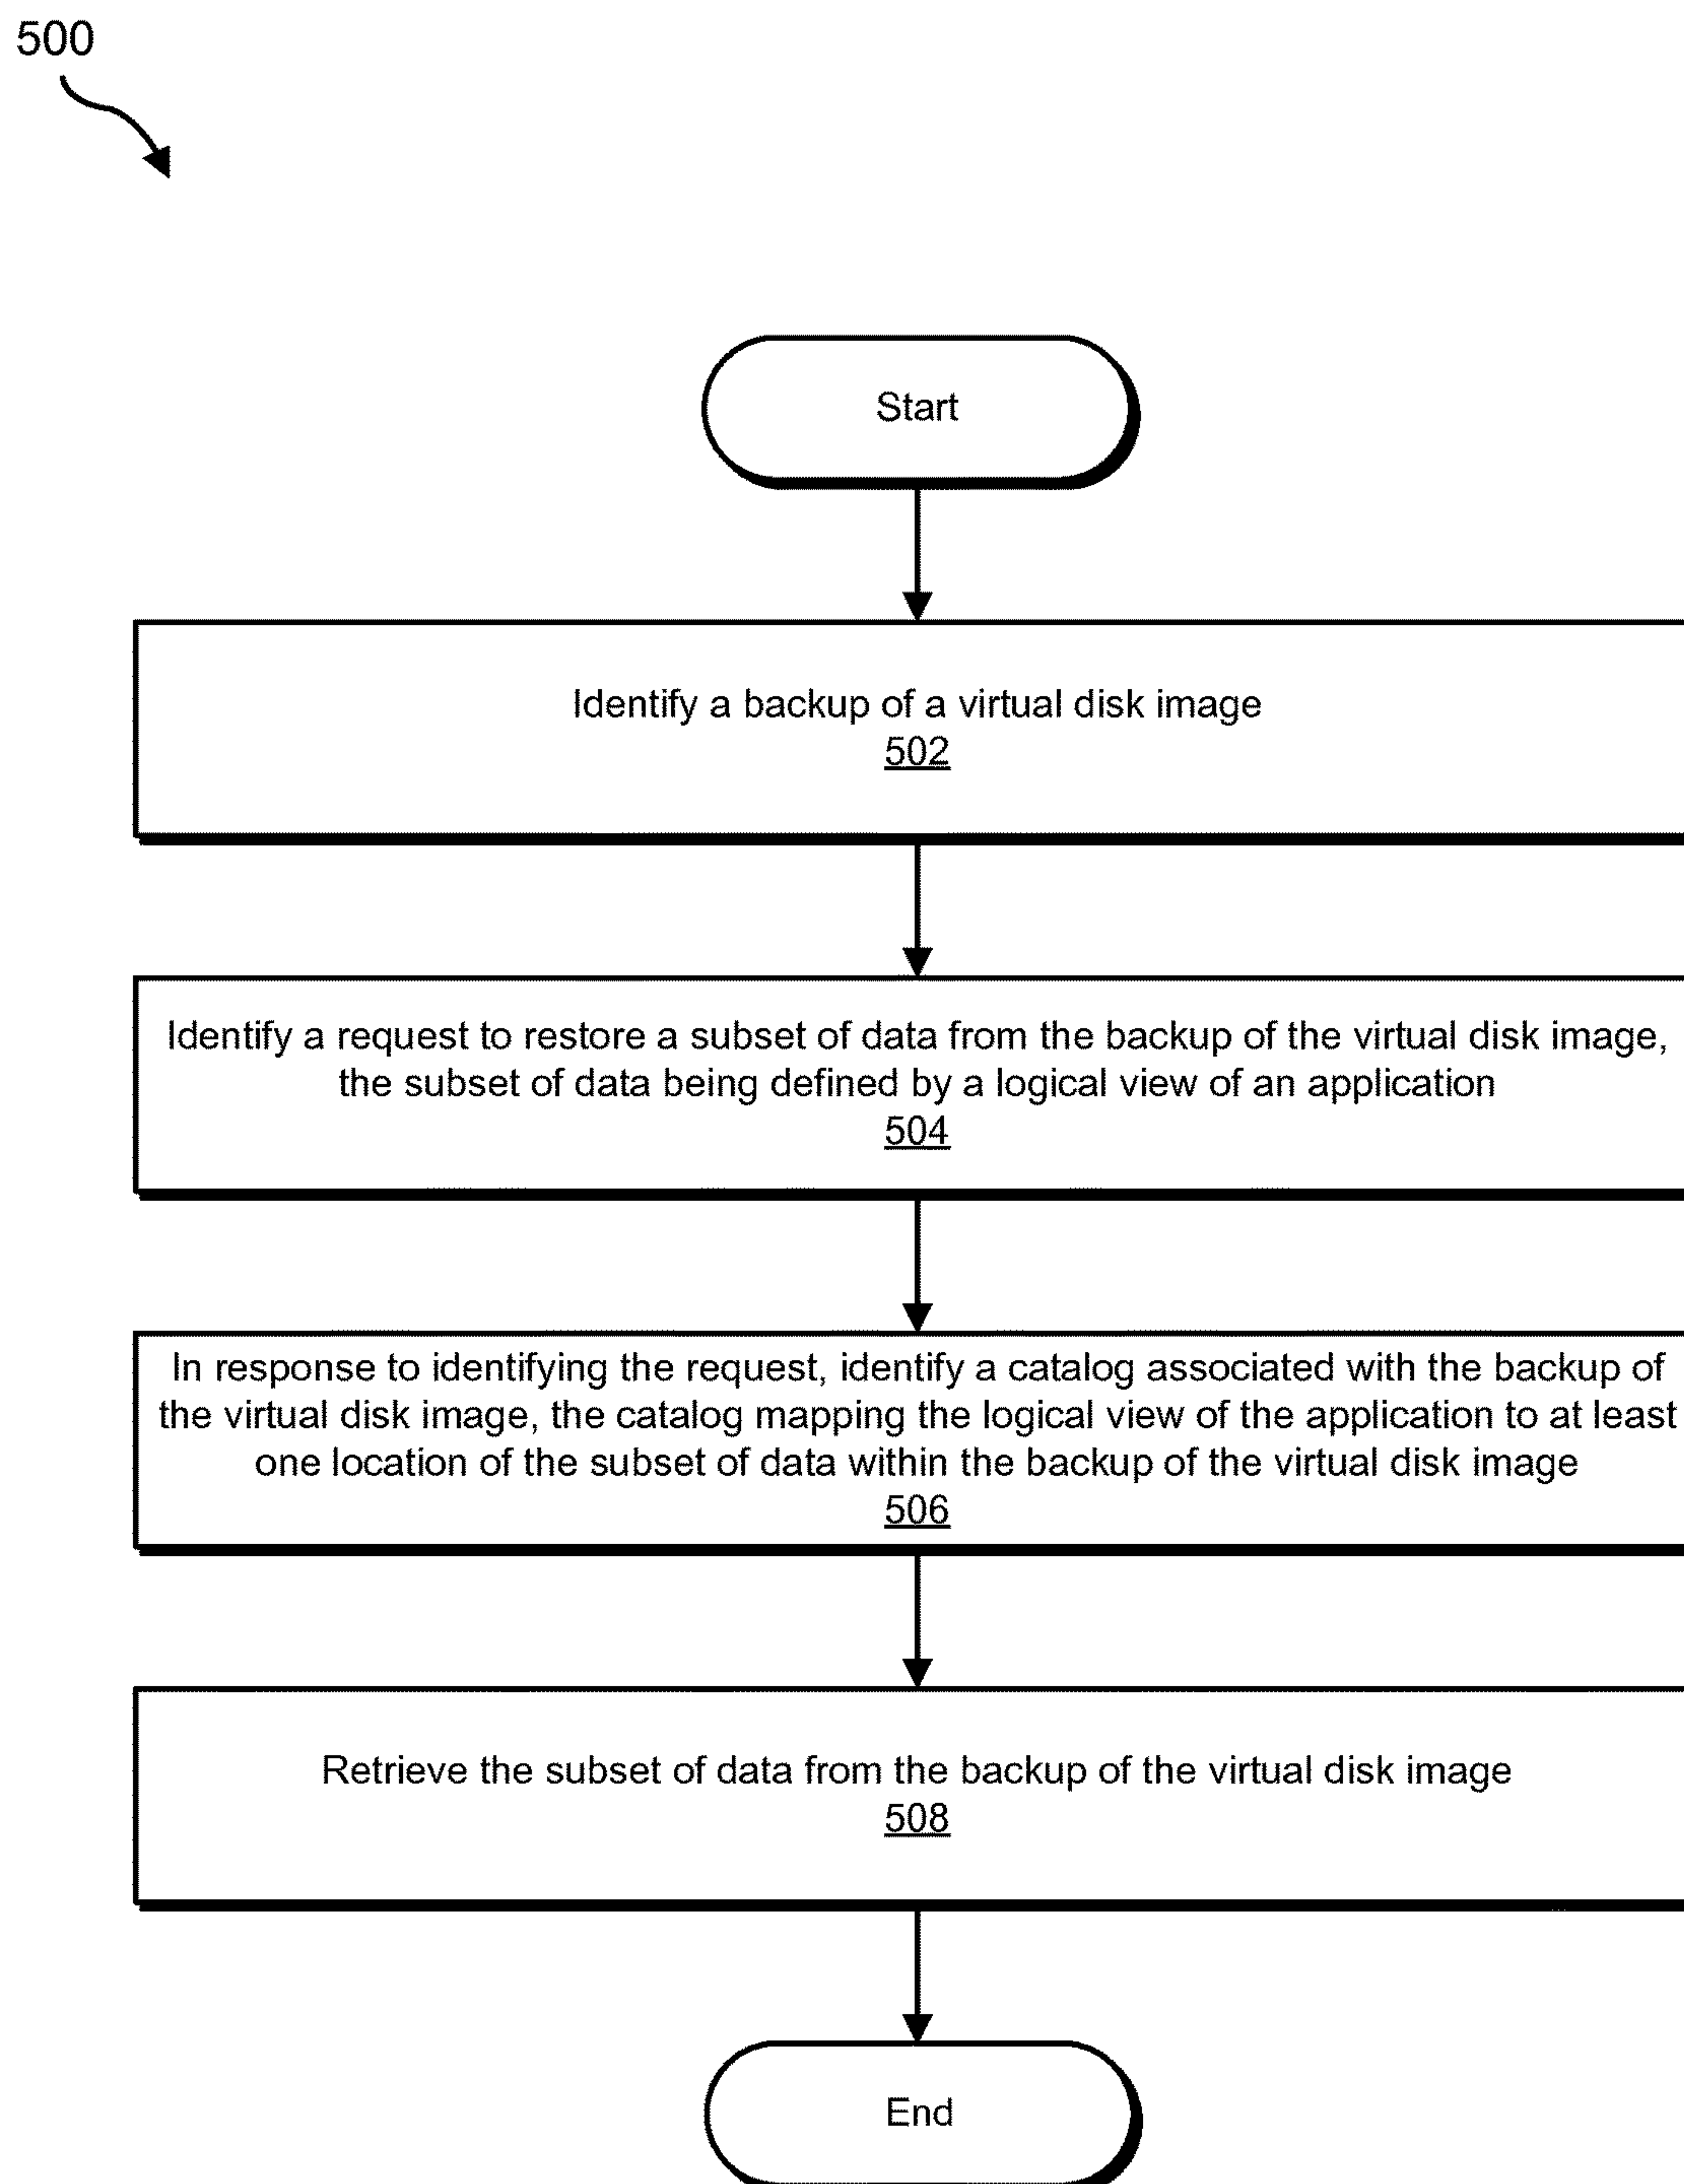 500
Start
Identify a backup of a virtual disk image
502
Identify a request to restore a subset of data from the backup of the virtual disk image,
the subset of data being defined by a logical view of an application
504
In response to identifying the request, identify a catalog associated with the backup of
the virtual disk image, the catalog mapping the logical view of the application to at least
one location of the subset of data within the backup of the virtual disk image
506
Retrieve the subset of data from the backup of the virtual disk image
508
End